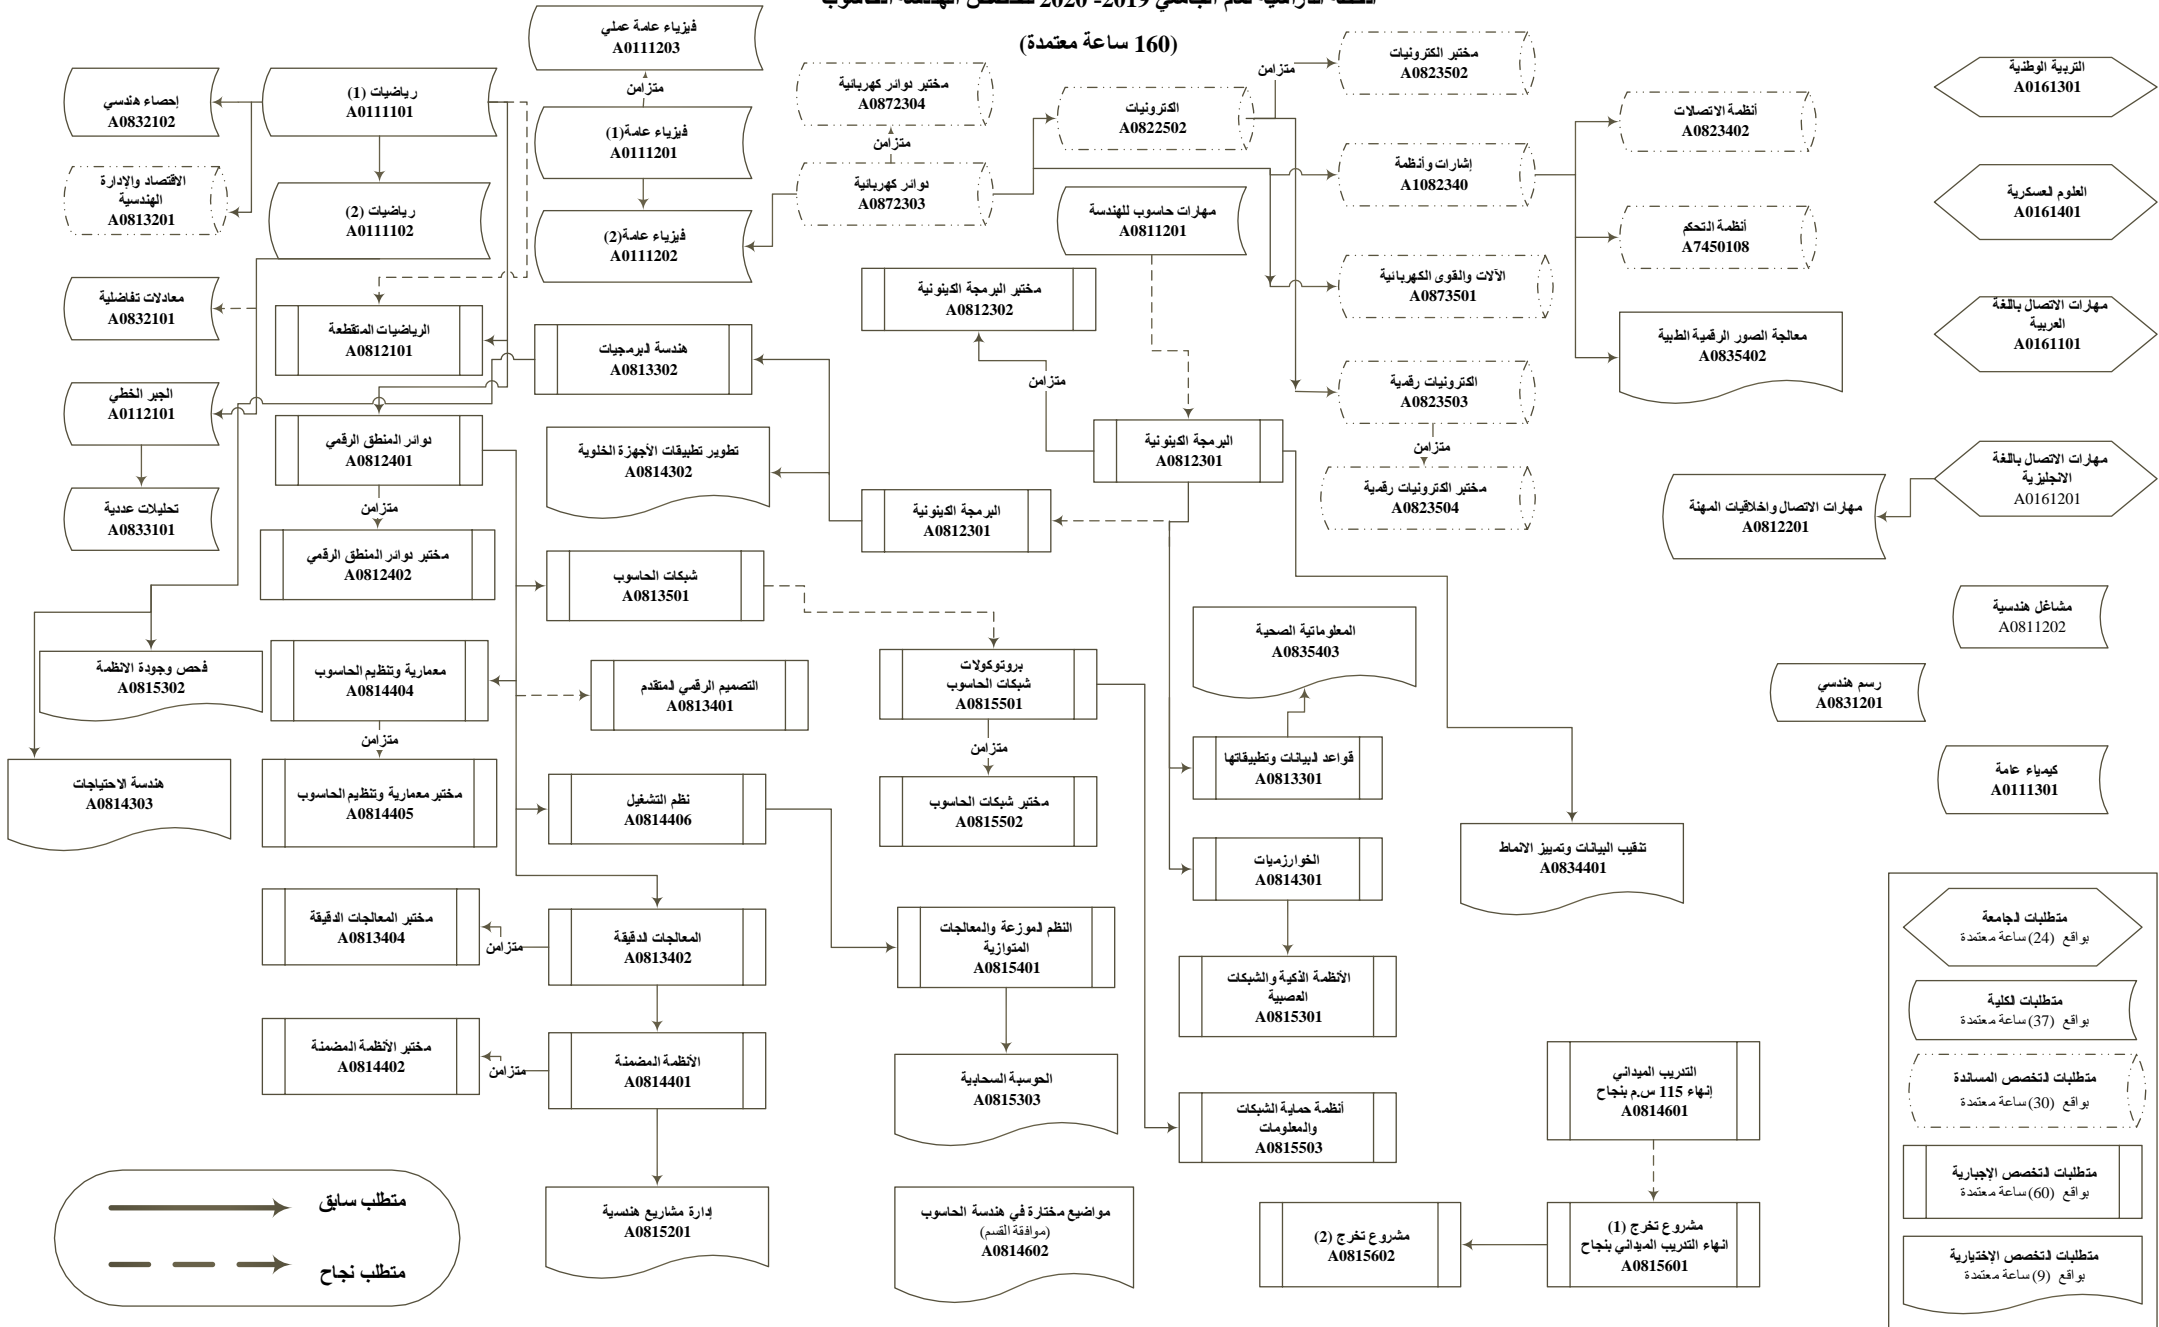 (160 ساعة معتمدة)
فيزياء عامة عملي
A0111203
متزامن
فيزياء عامة(1)
A0111201
فيزياء عامة(2)
A0111202
إحصاء هندسي
A0832102
رياضيات (1)
A0111101
الاقتصاد والإدارة
الهندسية
A0813201
رياضيات (2)
A0111102
معادلات تفاضلية
A0832101
الرياضيات المتقطعة
A0812101
الجبر الخطي
A0112101
دوائر المنطق الرقمي
A0812401
متزامن
تحليلات عددية
A0833101
مختبر دوائر المنطق الرقمي
A0812402
مختبر دوائر كهربائية
A0872304
متزامن
دوائر كهربائية
A0872303
الكترونيات
A0822502
متزامن
مختبر الكترونيات
A0823502
إشارات وأنظمة
A1082340
الآلات والقوى الكهربائية
A0873501
الكترونيات رقمية
A0823503
متزامن
مختبر الكترونيات رقمية
A0823504
أنظمة الاتصالات
A0823402
أنظمة التحكم
A7450108
معالجة الصور الرقمية الطبية
A0835402
مهارات حاسوب للهندسة
A0811201
مختبر البرمجة الكينونية
A0812302
متزامن
البرمجة الكينونية
A0812301
هندسة البرمجيات
A0813302
تطوير تطبيقات الأجهزة الخلوية
A0814302
البرمجة الكينونية
A0812301
التربية الوطنية
A0161301
العلوم العسكرية
A0161401
مهارات الاتصال باللغة
العربية
A0161101
مهارات الاتصال باللغة
الانجليزية
A0161201
مهارات الاتصال واخلاقيات المهنة
A0812201
مشاغل هندسية
A0811202
رسم هندسي
A0831201
كيمياء عامة
A0111301
شبكات الحاسوب
A0813501
فحص وجودة الانظمة
A0815302
معمارية وتنظيم الحاسوب
A0814404
متزامن
التصميم الرقمي المتقدم
A0813401
بروتوكولات
شبكات الحاسوب
A0815501
متزامن
المعلوماتية الصحية
A0835403
قواعد البيانات وتطبيقاتها
A0813301
هندسة الاحتياجات
A0814303
مختبر معمارية وتنظيم الحاسوب
A0814405
نظم التشغيل
A0814406
مختبر شبكات الحاسوب
A0815502
الخوارزميات
A0814301
تنقيب البيانات وتمييز الانماط
A0834401
مختبر المعالجات الدقيقة
A0813404
متزامن
المعالجات الدقيقة
A0813402
النظم الموزعة والمعالجات
المتوازية
A0815401
الأنظمة الذكية والشبكات
العصبية
A0815301
مختبر الأنظمة المضمنة
A0814402
متزامن
الأنظمة المضمنة
A0814401
الحوسبة السحابية
A0815303
أنظمة حماية الشبكات
والمعلومات
A0815503
التدريب الميداني
إنهاء 115 س.م بنجاح
A0814601
إدارة مشاريع هندسية
A0815201
مواضيع مختارة في هندسة الحاسوب
(موافقة القسم)
A0814602
مشروع تخرج (2)
A0815602
مشروع تخرج (1)
انهاء التدريب الميداني بنجاح
A0815601
متطلب سابق
متطلب نجاح
متطلبات الجامعة
بواقع (24) ساعة معتمدة
متطلبات الكلية
بواقع (37) ساعة معتمدة
متطلبات التخصص المساندة
بواقع (30) ساعة معتمدة
متطلبات التخصص الإجبارية
بواقع (60) ساعة معتمدة
متطلبات التخصص الإختيارية
بواقع (9) ساعة معتمدة